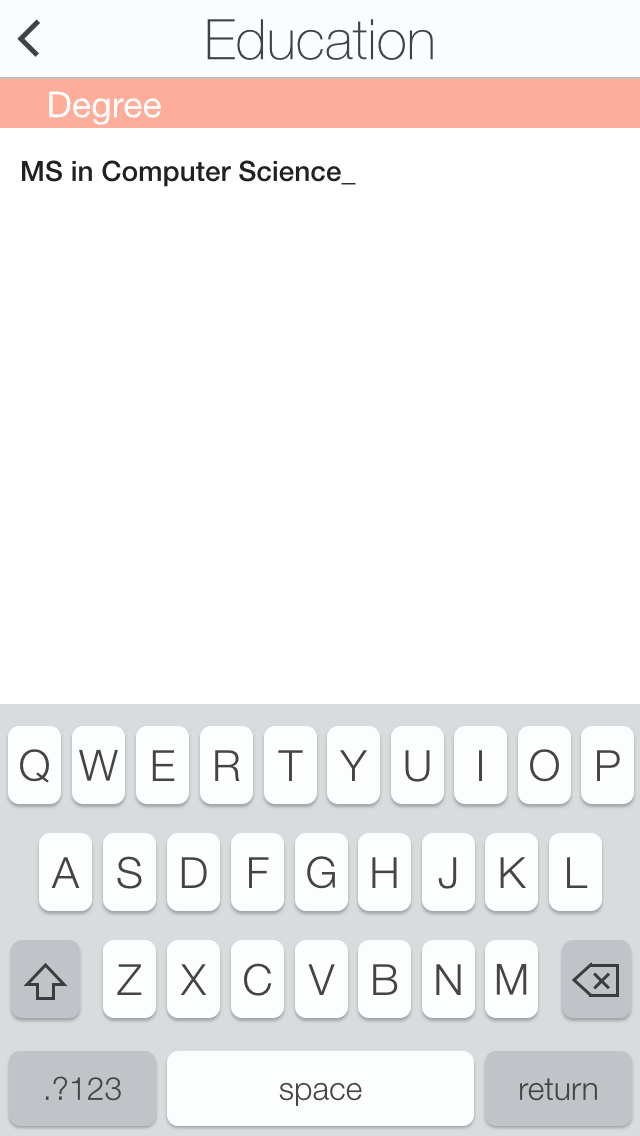 Education
Degree
MS in Computer Science_
Q W E R T Y U I O P
A S D F G H J K L
Z X C V B N M
.?123 space return